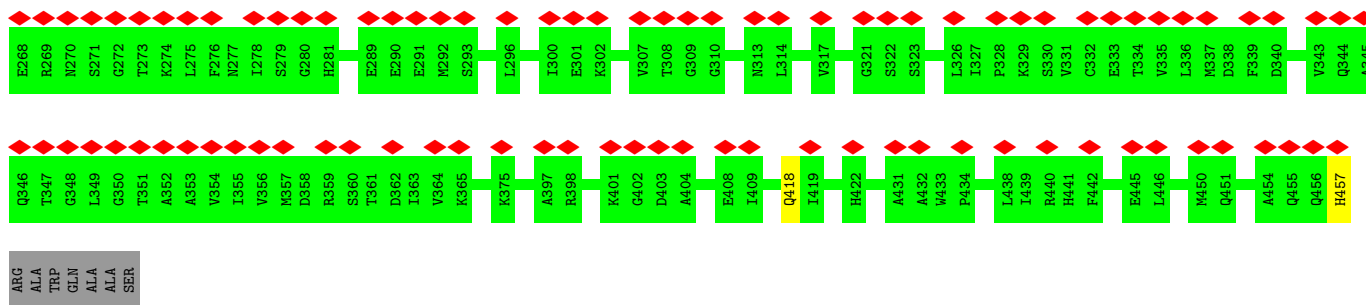 E268 R269 N270 S271 G272 T273 K274 L275 F276 N277 I278 S279 G280 H281 E289 E290 E291 M292 S293 L296 I300 E301 K302 V307 T308 G309 G310 N313 L314 V317 G321 S322 S323 L326 I327 P328 K329 S330 V331 C332 E333 T334 V335 L336 M337 D338 F339 D340 V343 Q344 A345
Q346 T347 G348 L349 G350 T351 A352 A353 V354 I355 V356 M357 D358 R359 S360 T361 D362 I363 V364 K365 K375 A397 R398 K401 G402 D403 A404 E408 I409 Q418 I419 H422 A431 A432 W433 P434 L438 I439 R440 H441 F442 E445 L446 M450 Q451 A454 Q455 Q456 H457
ARG ALA TRP GLN ALA ALA SER